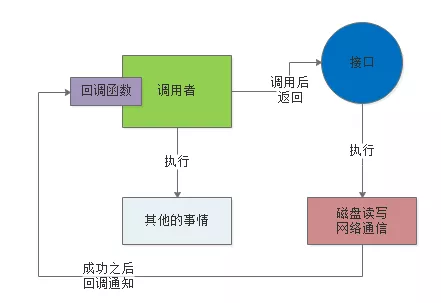 回调函数
调用者
调用后
返回
接口
执行
执行
其他的事情
磁盘读写
网络通信
成功之后
回调通知